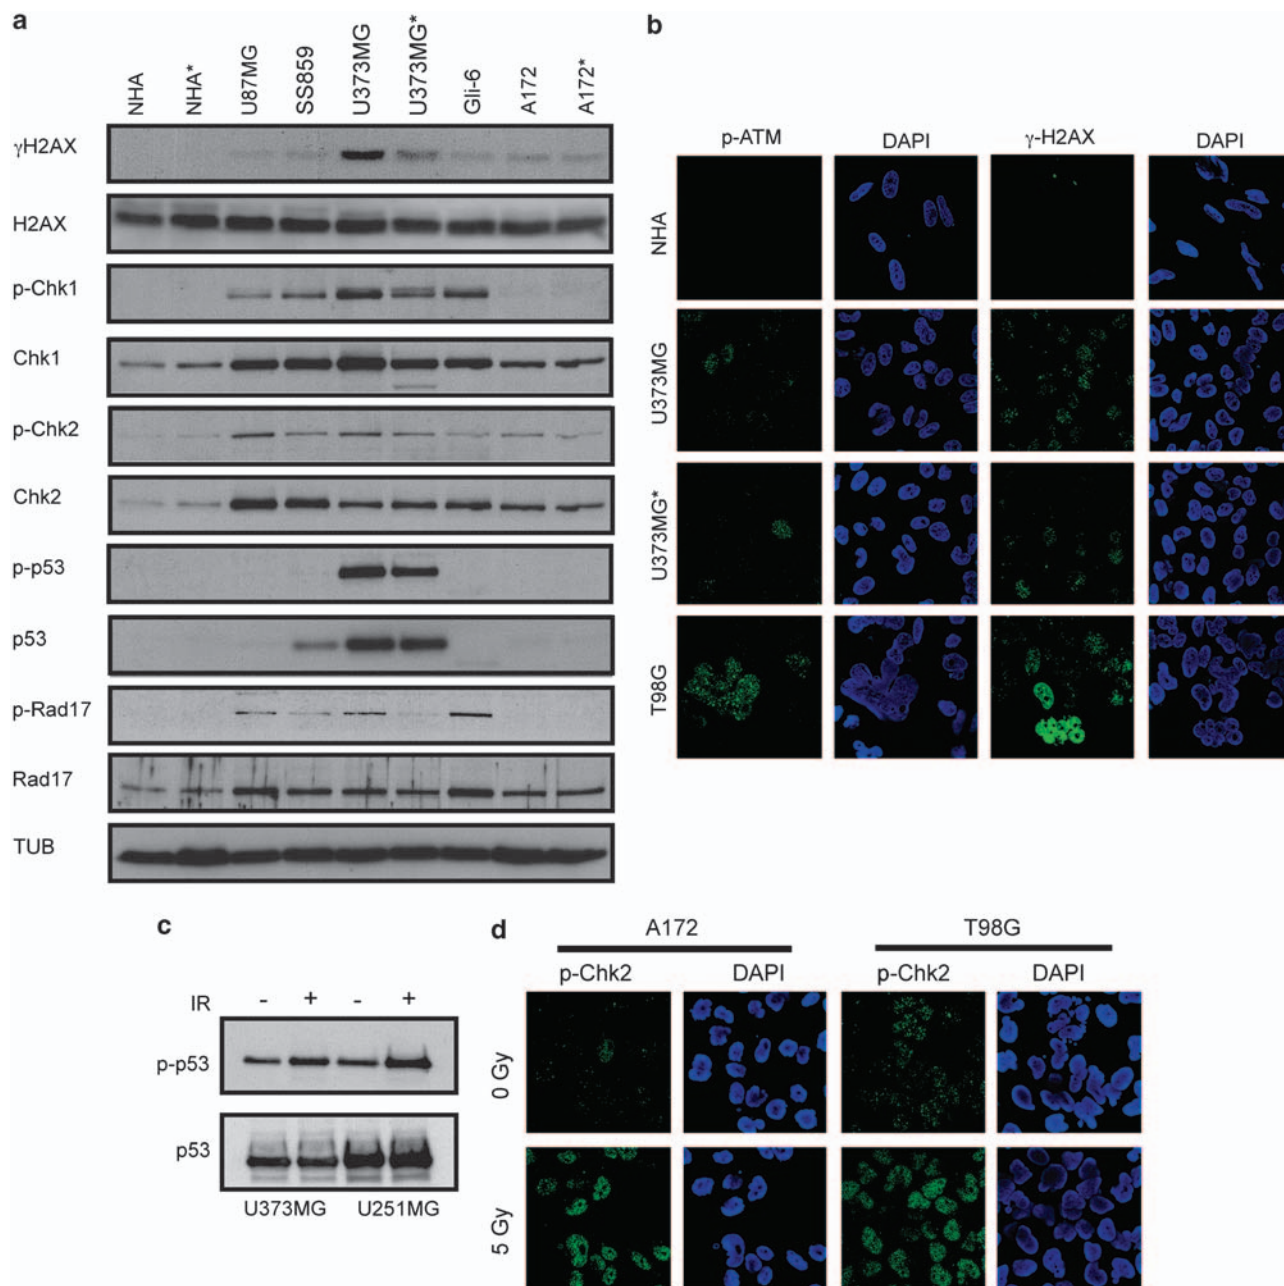 a
NHA
NHA*
U87MG
SS859
U373MG
U373MG*
Gli-6
A172
A172*
γH2AX
H2AX
p-Chk1
Chk1
p-Chk2
Chk2
p-p53
p53
p-Rad17
Rad17
TUB
b
p-ATM DAPI γ-H2AX DAPI
NHA
U373MG
U373MG*
T98G
c
IR - + - +
p-p53
p53
U373MG U251MG
d
A172 T98G
p-Chk2 DAPI p-Chk2 DAPI
0 Gy
5 Gy